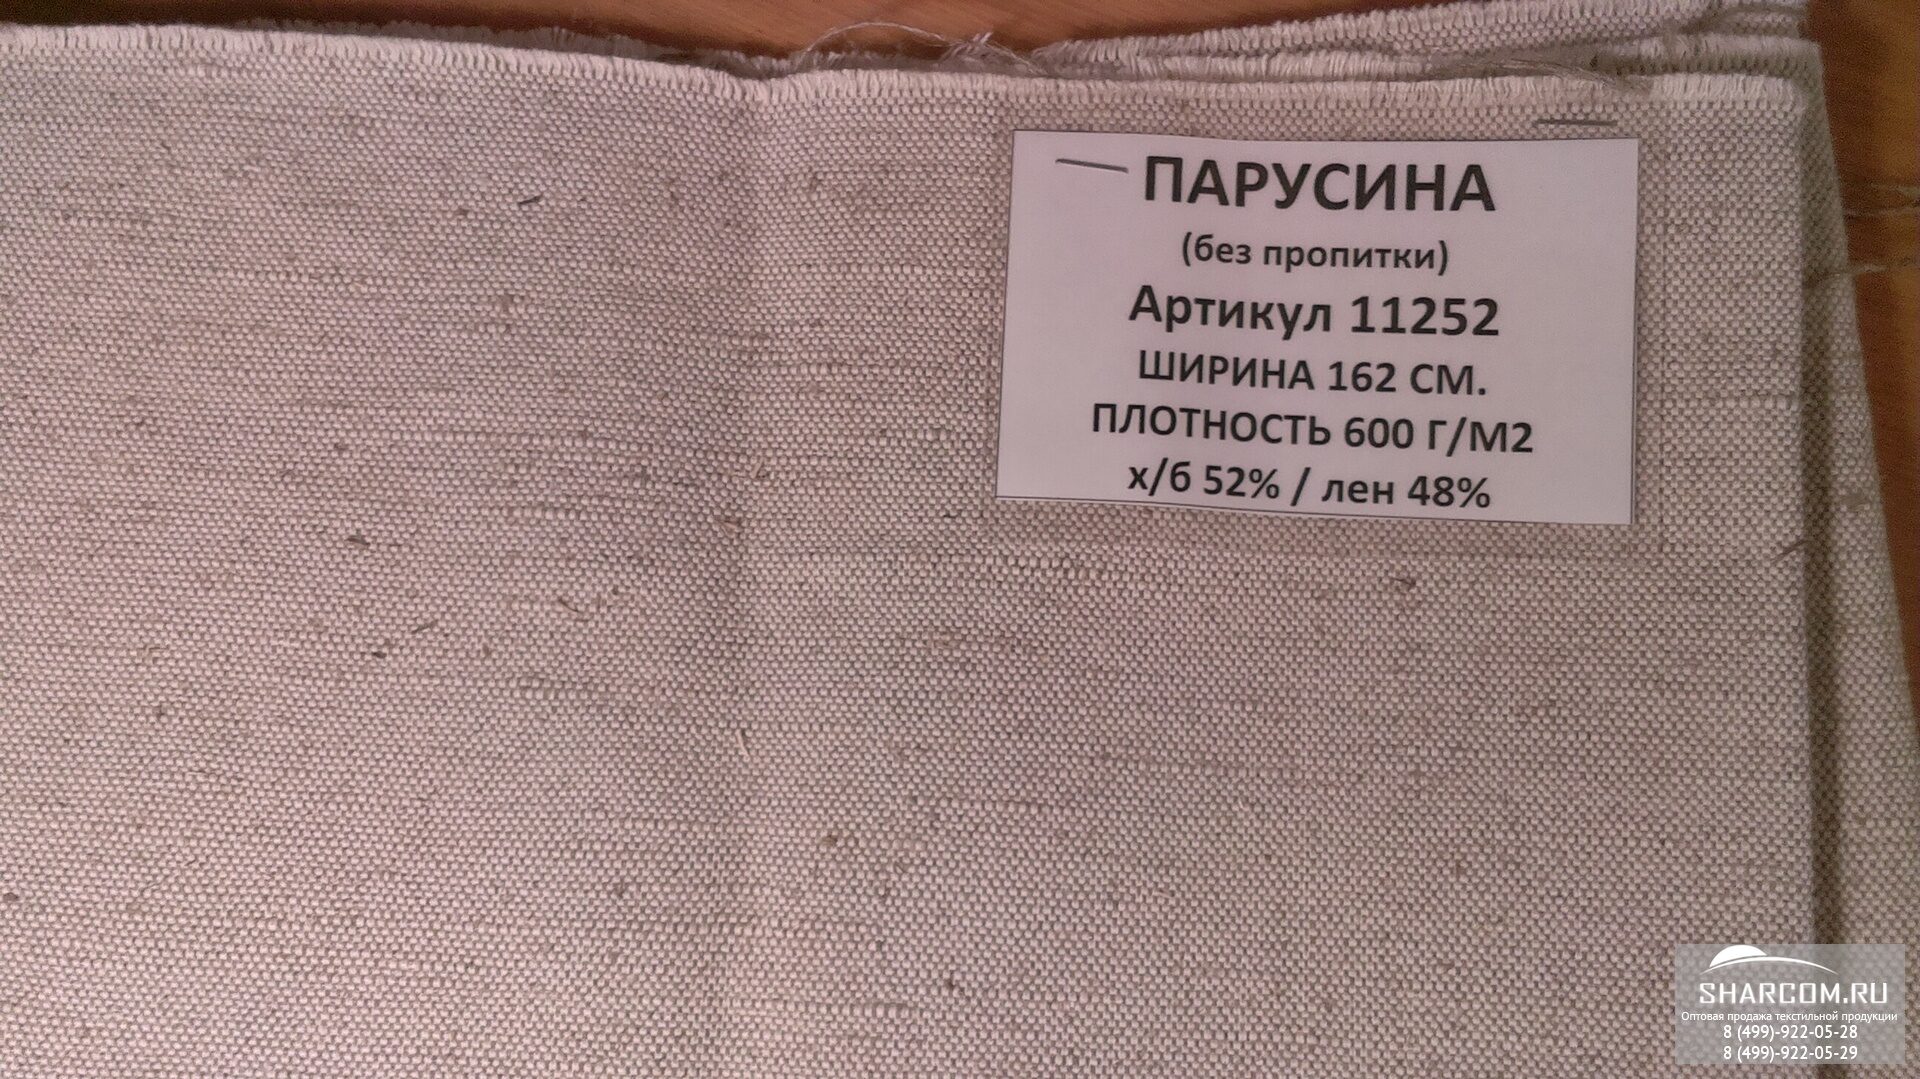 ПАРУСИНА
(без пропитки)
Артикул 11252
ШИРИНА 162 СМ.
ПЛОТНОСТЬ 600 Г/М2
х/б 52% / лен 48%
SHARCOM.RU
Оптовая продажа текстильной продукции
8 (499)-922-05-28
8 (499)-922-05-29